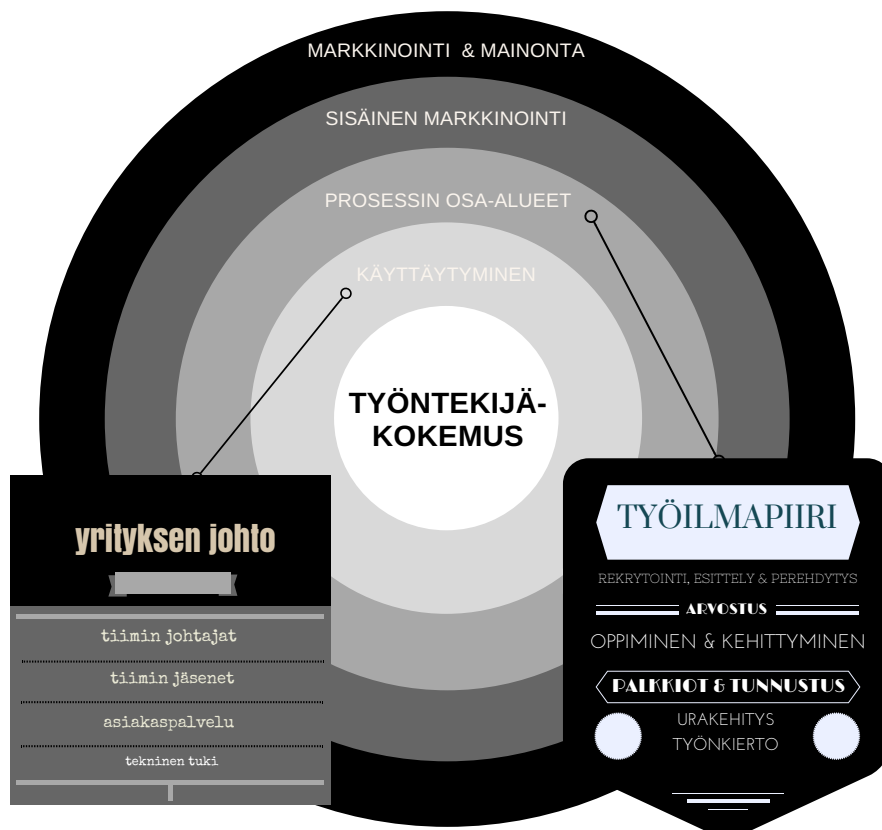 MARKKINOINTI & MAINONTA
SISÄINEN MARKKINOINTI
PROSESSIN OSA-ALUEET
KÄYTTÄYTYMINEN
TYÖNTEKIJÄ-
KOKEMUS
yrityksen johto
tiimin johtajat
tiimin jäsenet
asiakaspalvelu
tekninen tuki
TYÖILMAPIIRI
REKRYTOINTI, ESITTELY & PEREHDYTYS
ARVOSTUS
OPPIMINEN & KEHITTYMINEN
PALKKIOT & TUNNUSTUS
URAKEHITYS
TYÖNKIERTO